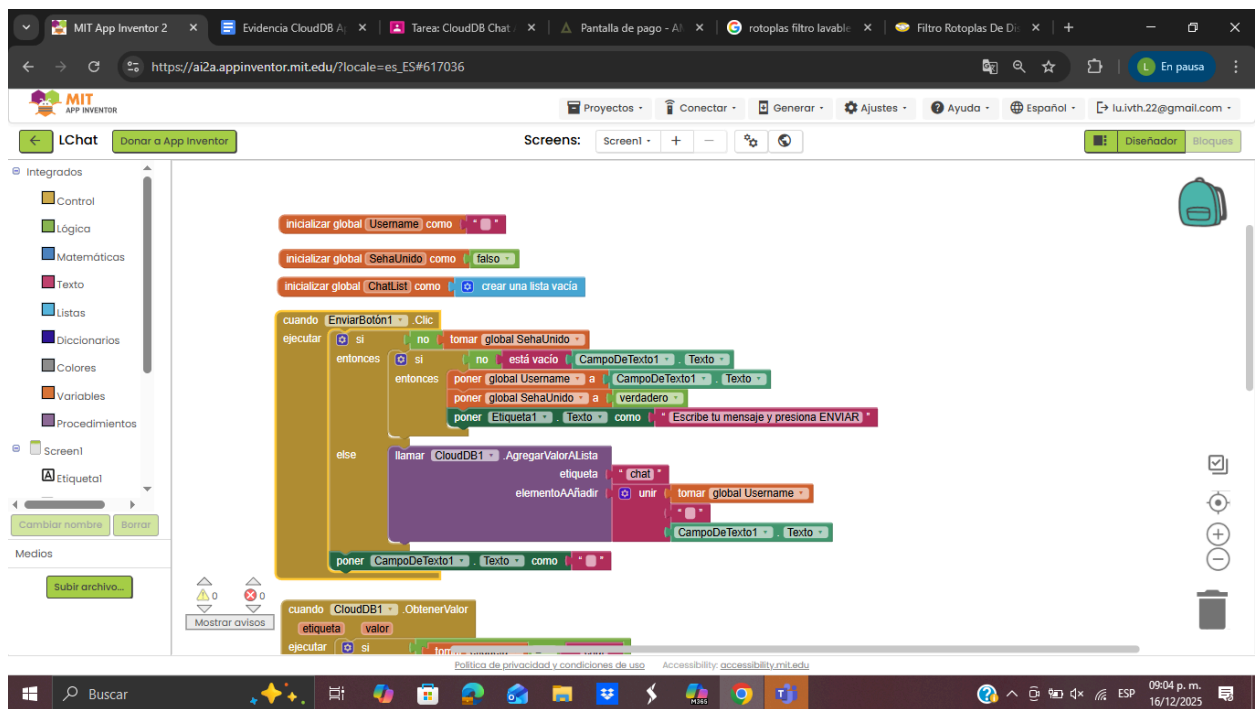 MIT App Inventor 2
Evidencia CloudDB A
Tarea: CloudDB Chat
Pantalla de pago - Al
rotoplas filtro lavable
Filtro Rotoplas De Di
https://ai2a.appinventor.mit.edu/?locale=es_ES#617036
L
En pausa
MIT
APP INVENTOR
Proyectos
Conectar
Generar
Ajustes
Ayuda
Español
lu.ivth.22@gmail.com
LChat
Donar a App Inventor
Screens:
Screen1
Diseñador
Bloques
Integrados
Control
Lógica
Matemáticas
Texto
Listas
Diccionarios
Colores
Variables
Procedimientos
Screen1
Etiqueta1
Cambiar nombre
Borrar
Medios
Subir archivo...
inicializar global Username como " "
inicializar global SehaUnido como falso
inicializar global ChatList como crear una lista vacía
cuando EnviarBotón1 .Clic
ejecutar si no tomar global SehaUnido
entonces si no está vacío CampoDeTexto1 . Texto
entonces poner global Username a CampoDeTexto1 . Texto
poner global SehaUnido a verdadero
poner Etiqueta1 . Texto como " Escribe tu mensaje y presiona ENVIAR "
else llamar CloudDB1 .AgregarValorALista
etiqueta " chat "
elementoAAñadir unir tomar global Username
" "
CampoDeTexto1 . Texto
poner CampoDeTexto1 . Texto como " "
cuando CloudDB1 .ObtenerValor
etiqueta valor
ejecutar si
0 0
Mostrar avisos
Política de privacidad y condiciones de uso Accessibility: accessibility.mit.edu
Buscar
M365
ESP
09:04 p. m.
16/12/2025